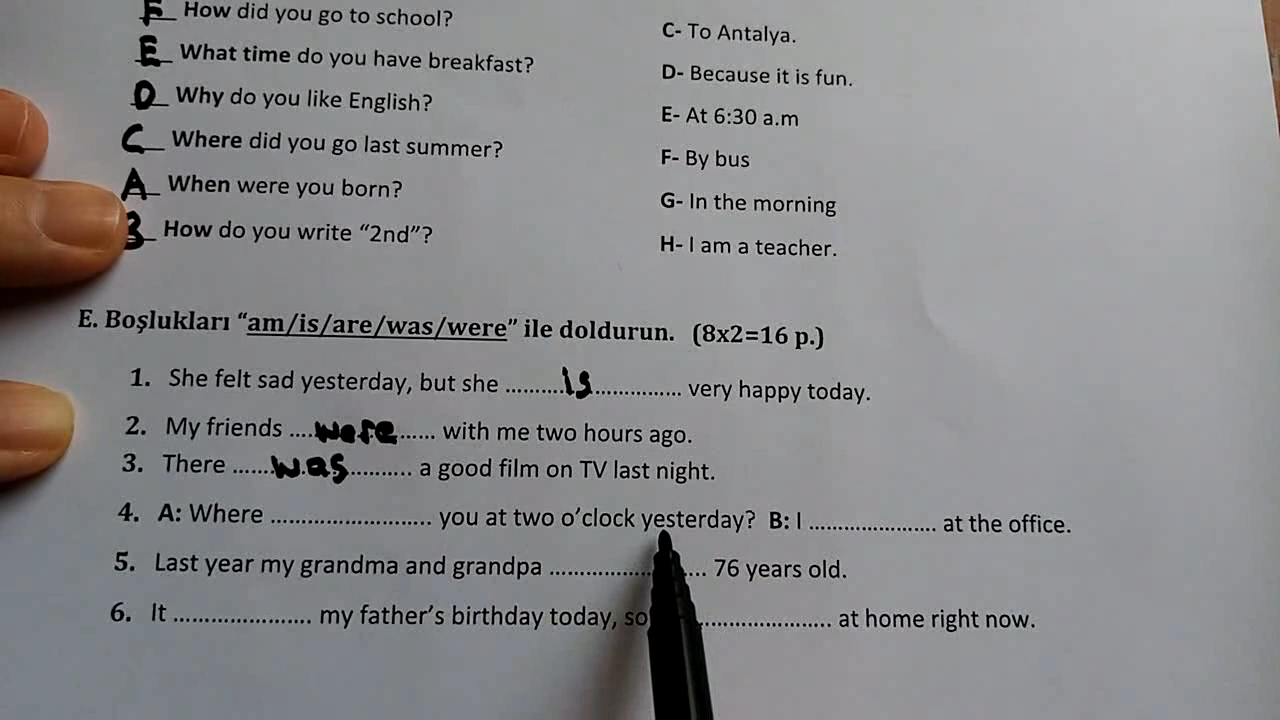 F How did you go to school?
C- To Antalya.
E What time do you have breakfast?
D- Because it is fun.
D Why do you like English?
E- At 6:30 a.m
C Where did you go last summer?
F- By bus
A When were you born?
G- In the morning
B How do you write “2nd”?
H- I am a teacher.
E. Boşlukları “am/is/are/was/were” ile doldurun. (8x2=16 p.)
1. She felt sad yesterday, but she .........is............... very happy today.
2. My friends ....were...... with me two hours ago.
3. There ......was.......... a good film on TV last night.
4. A: Where .......................... you at two o’clock yesterday? B: I ..................... at the office.
5. Last year my grandma and grandpa ......................... 76 years old.
6. It ...................... my father’s birthday today, so ..................... at home right now.